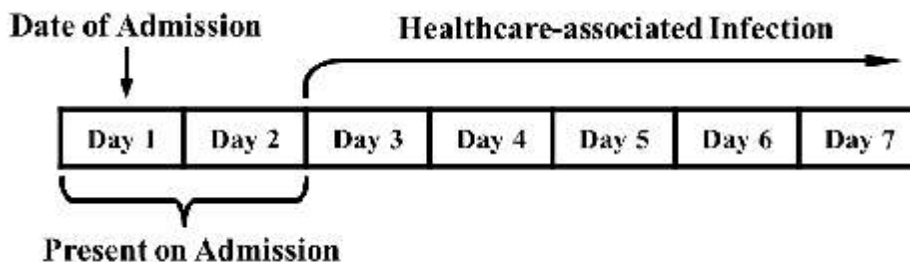 Date of Admission
Healthcare-associated Infection
Day 1 Day 2 Day 3 Day 4 Day 5 Day 6 Day 7
Present on Admission